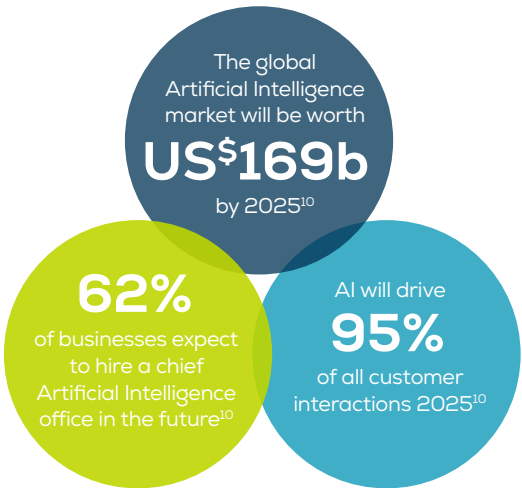 The global
Artificial Intelligence
market will be worth
US$169b
by 2025¹⁰
62%
of businesses expect
to hire a chief
Artificial Intelligence
office in the future¹⁰
AI will drive
95%
of all customer
interactions 2025¹⁰